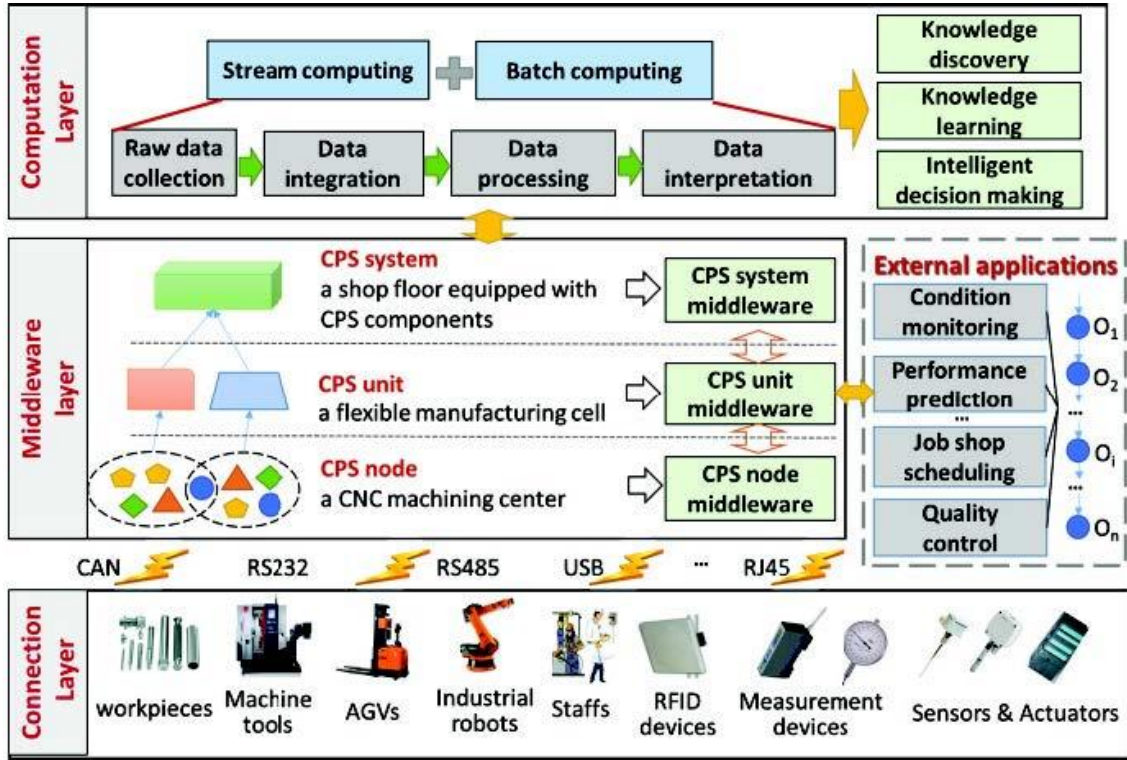 Computation
Layer
Stream computing
Batch computing
Raw data
collection
Data
integration
Data
processing
Data
interpretation
Knowledge
discovery
Knowledge
learning
Intelligent
decision making
Middleware
layer
CPS system
a shop floor equipped with
CPS components
CPS system
middleware
CPS unit
a flexible manufacturing cell
CPS unit
middleware
CPS node
a CNC machining center
CPS node
middleware
External applications
Condition
monitoring
Performance
prediction
...
Job shop
scheduling
Quality
control
O1
O2
...
Oi
...
On
CAN
RS232
RS485
USB
...
RJ45
Connection
Layer
workpieces
Machine
tools
AGVs
Industrial
robots
Staffs
RFID
devices
Measurement
devices
Sensors & Actuators